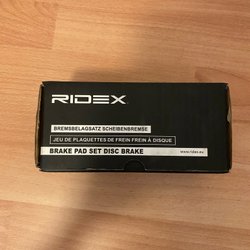 RIDEX
BREMSBELAGSATZ SCHEIBENBREMSE
JEU DE PLAQUETTES DE FREIN FREIN À DISQUE
BRAKE PAD SET DISC BRAKE www.ridex.eu